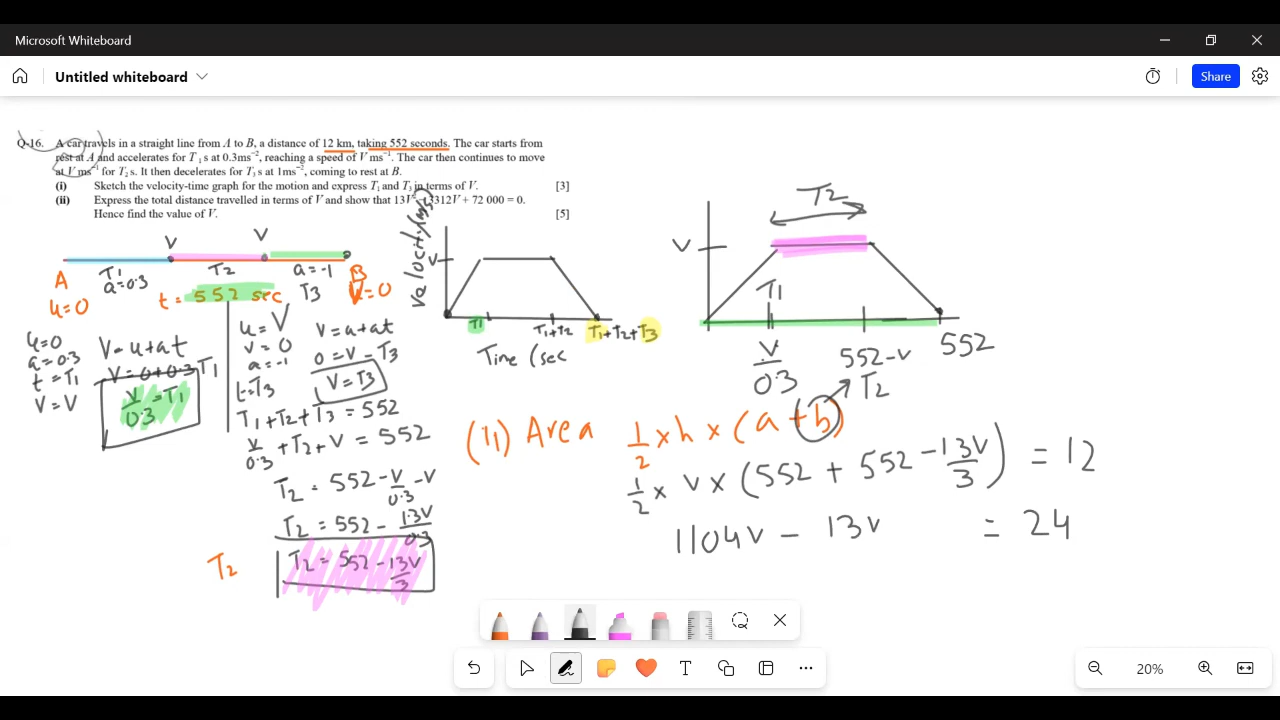 Microsoft Whiteboard
Untitled whiteboard
Share
Q-16. A car travels in a straight line from A to B, a distance of 12 km, taking 552 seconds. The car starts from
rest at A and accelerates for T₁ s at 0.3ms⁻², reaching a speed of V ms⁻¹. The car then continues to move
at V ms⁻¹ for T₂ s. It then decelerates for T₃ s at 1ms⁻², coming to rest at B.
(i) Sketch the velocity-time graph for the motion and express T₁ and T₃ in terms of V. [3]
(ii) Express the total distance travelled in terms of V and show that 13V² – 3312V + 72 000 = 0.
Hence find the value of V. [5]
V V
A T1 T2 a=-1 B
a=0.3
u=0 t = 552 sec T3 V=0
u=0
a=0.3
t=T1
V=V
V=u+at
V=0+0.3T1
V/0.3=T1
u=V
v=0
a=-1
t=T3
V=u+at
0=V-T3
V=T3
T1+T2+T3=552
V/0.3+T2+V=552
T2=552-V/0.3-V
T2=552-1.3V/0.3
T2
T2=552-13V/3
V
T1 T1+T2 T1+T2+T3
Time (sec
T2
V
T1
V/0.3 552-V 552
T2
(ii) Area 1/2 × h × (a+b)
1/2 × V × (552+552-13V/3) = 12
1104V - 13V = 24
20%